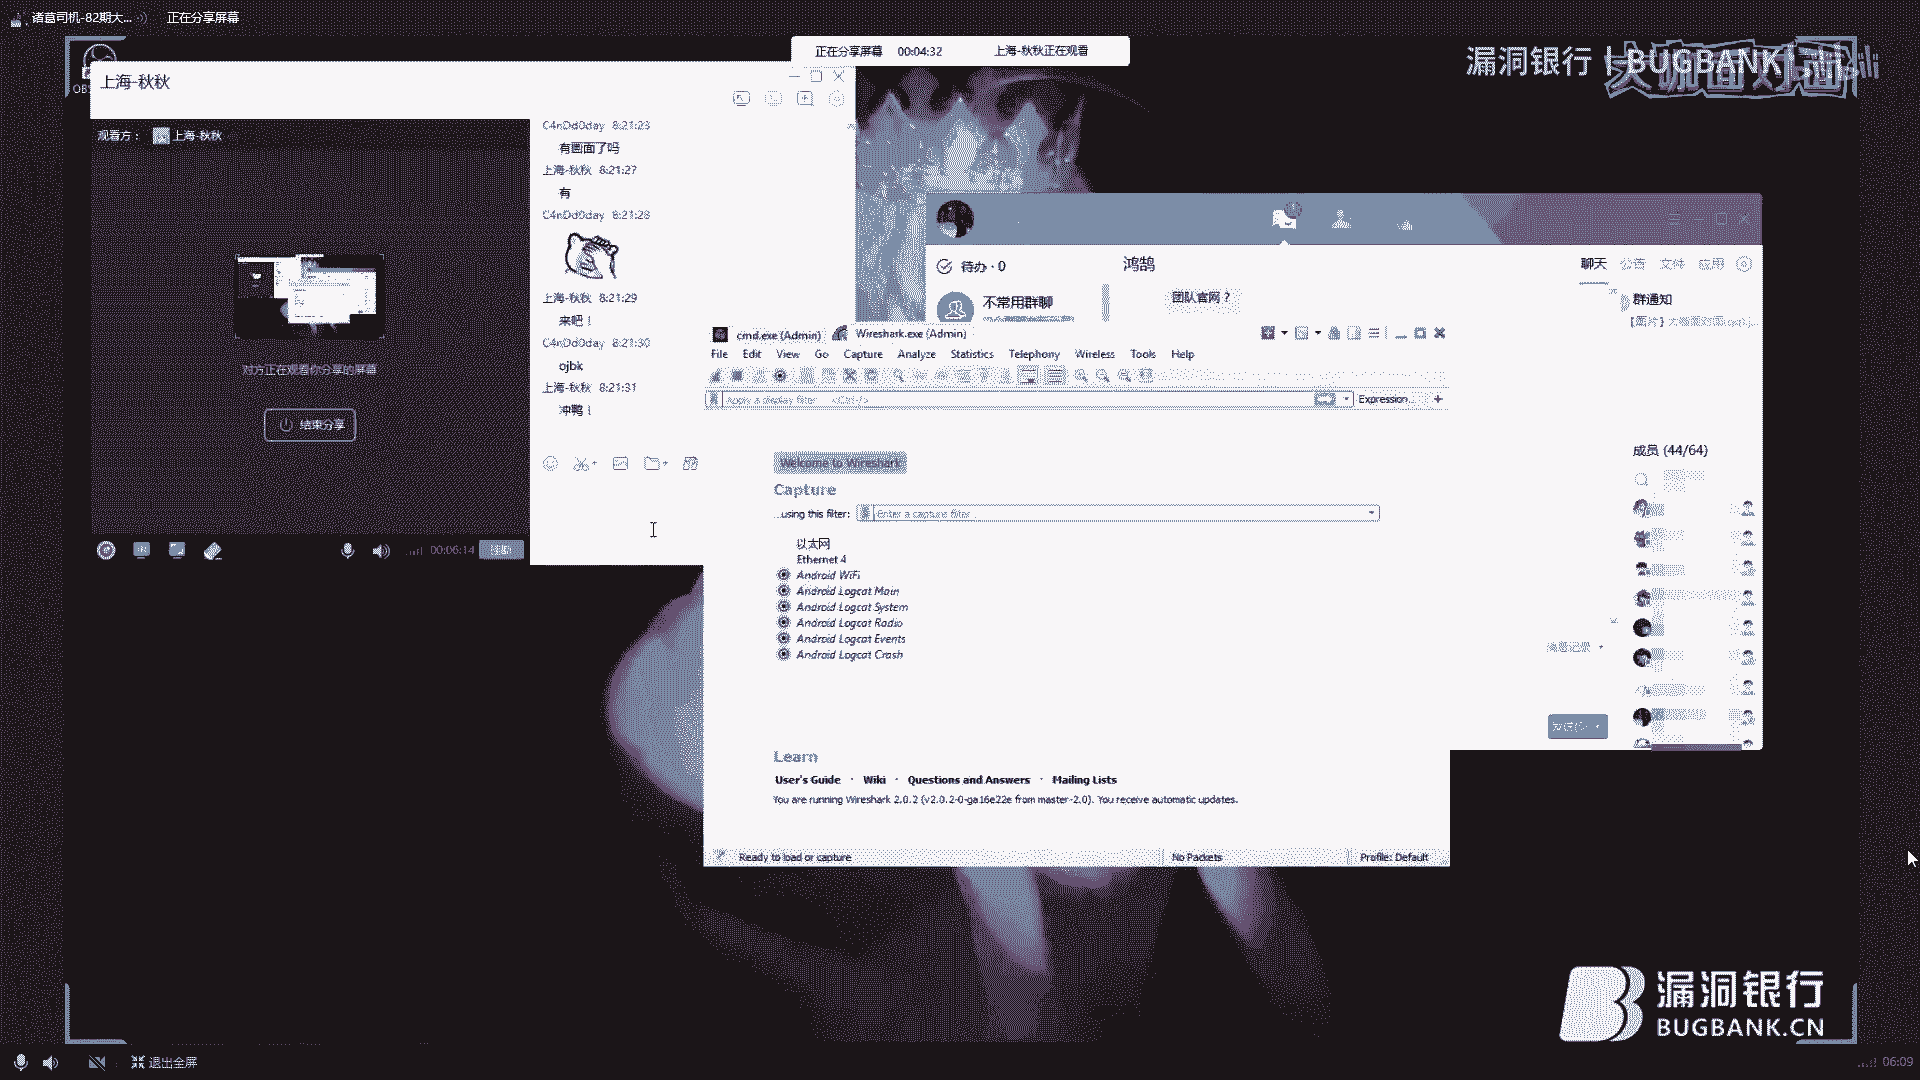 诸葛司机-82期大...
正在分享屏幕
正在分享屏幕 00:04:32 上海-秋秋正在观看
漏洞银行 | BUGBANK
上海-秋秋
观看方： 上海-秋秋
C4nDd0day 8:21:23
有画面了吗
上海-秋秋 8:21:27
有
C4nDd0day 8:21:28
上海-秋秋 8:21:29
来吧！
C4nDd0day 8:21:30
ojbk
上海-秋秋 8:21:31
冲鸭！
对方正在观看你分享的屏幕
结束分享
00:06:14
待办·0
鸿鹄
聊天 公告 文件 应用
不常用群聊
团队官网？
群通知
成员 (44/64)
cmd.exe (Admin)
Wireshark.exe (Admin)
File Edit View Go Capture Analyze Statistics Telephony Wireless Tools Help
Apply a display filter ... <Ctrl-/>
Expression...
Welcome to Wireshark
Capture
...using this filter:
Enter a capture filter ...
以太网
Ethernet 4
Android WiFi
Android Logcat Main
Android Logcat System
Android Logcat Radio
Android Logcat Events
Android Logcat Crash
Learn
User's Guide · Wiki · Questions and Answers · Mailing Lists
You are running Wireshark 2.0.2 (v2.0.2-0-ga16e22e from master-2.0). You receive automatic updates.
Ready to load or capture
No Packets
Profile: Default
漏洞银行
BUGBANK.CN
退出全屏
06:09